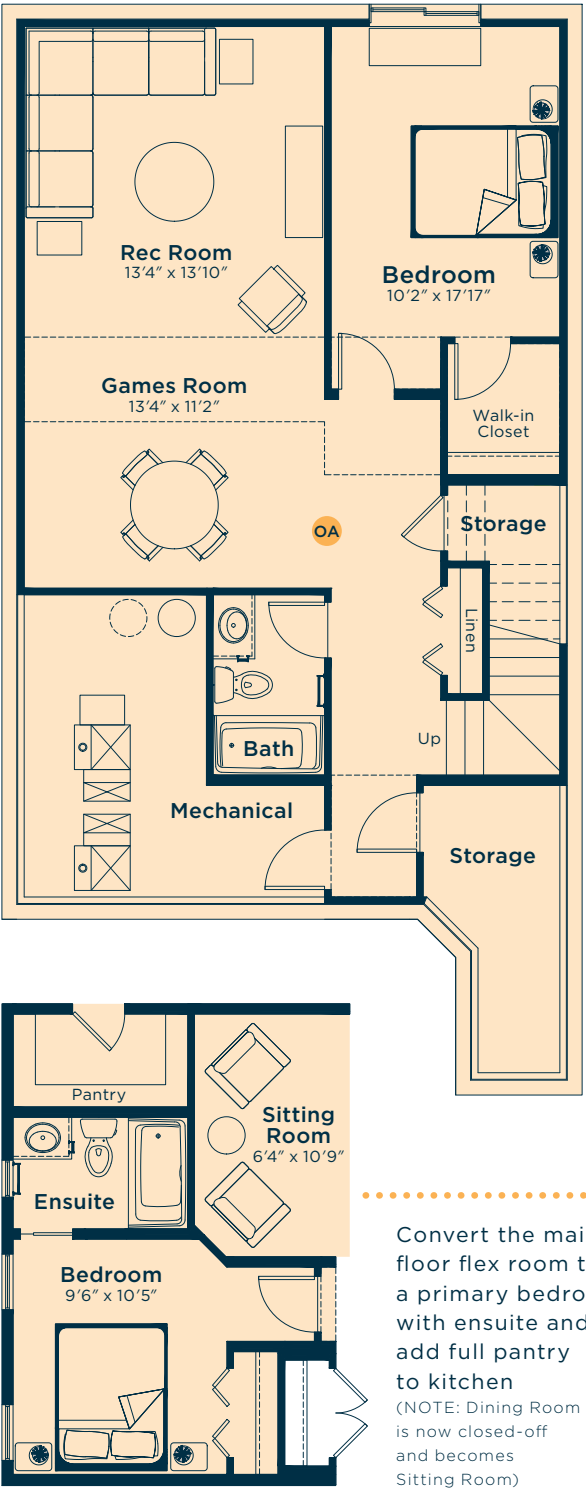 Rec Room
13′4″ x 13′10″
Bedroom
10′2″ x 17′17″
Games Room
13′4″ x 11′2″
Walk-in
Closet
OA
Storage
Linen
Up
Bath
Mechanical
Storage
Pantry
Sitting
Room
6′4″ x 10′9″
Ensuite
Bedroom
9′6″ x 10′5″
Convert the mai
floor flex room t
a primary bedro
with ensuite and
add full pantry
to kitchen
(NOTE: Dining Room
is now closed-off
and becomes
Sitting Room)